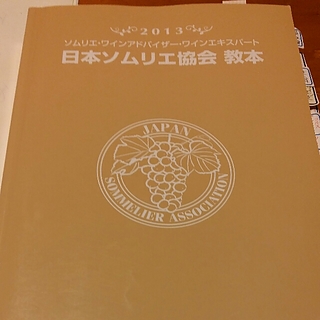 2013
ソムリエ・ワインアドバイザー・ワインエキスパート
日本ソムリエ協会 教本
JAPAN
SOMMELIER ASSOCIATION